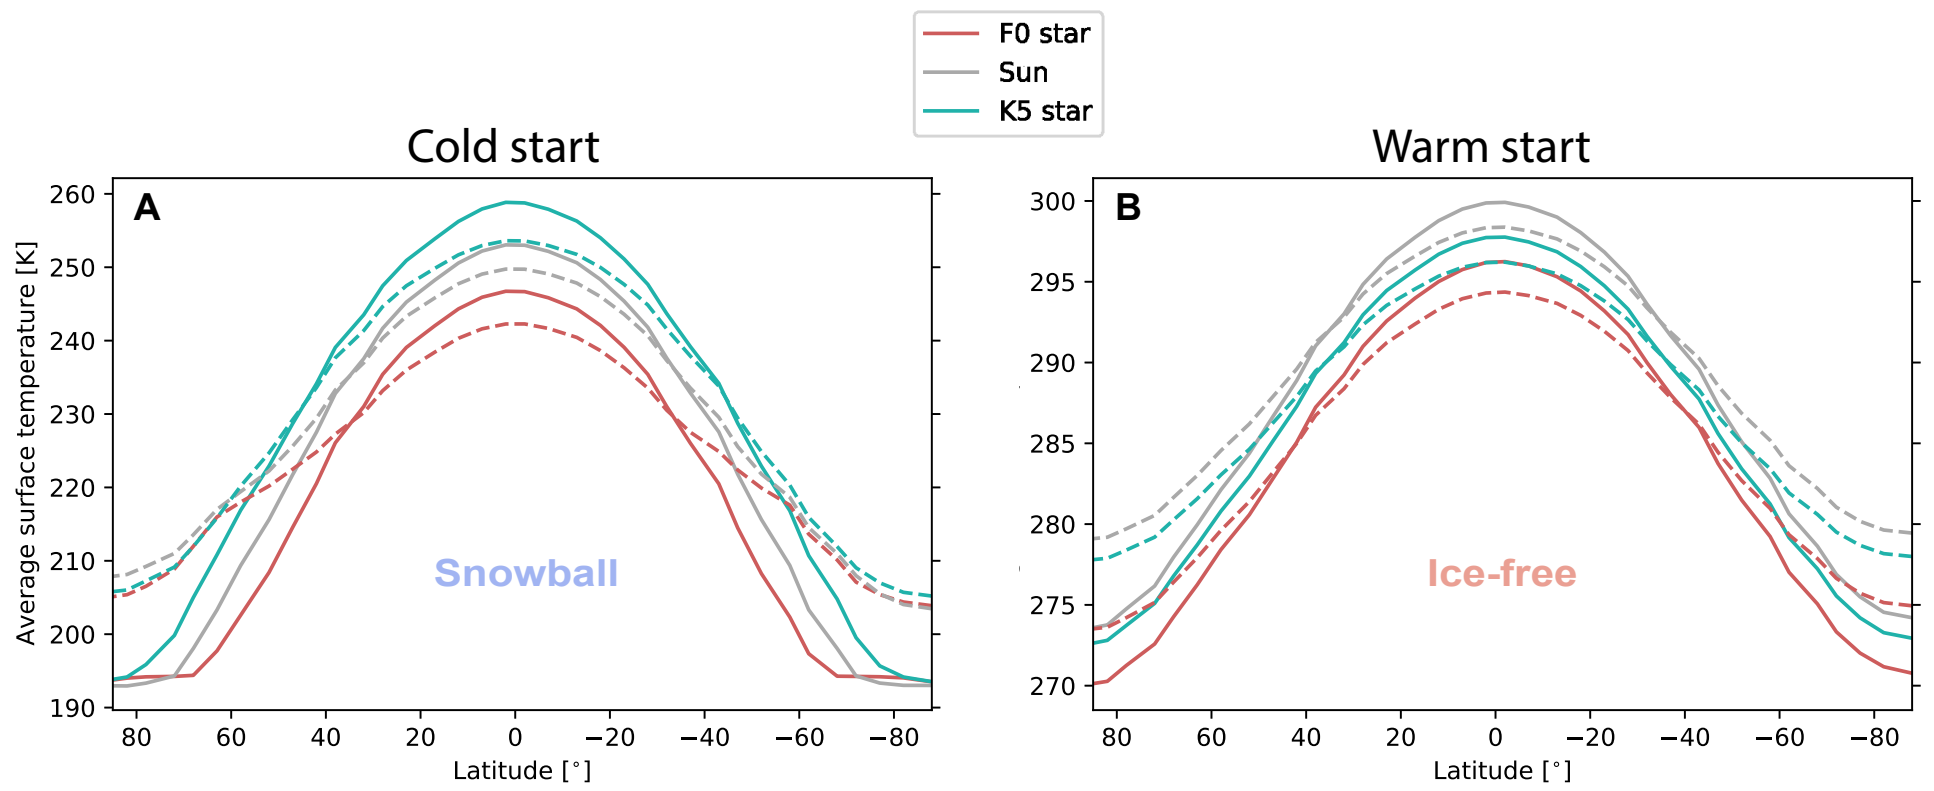 F0 star
Sun
K5 star
Cold start
Warm start
A
B
Average surface temperature [K]
260
250
240
230
220
210
200
190
300
295
290
285
280
275
270
Snowball
Ice-free
80 60 40 20 0 −20 −40 −60 −80
80 60 40 20 0 −20 −40 −60 −80
Latitude [°]
Latitude [°]